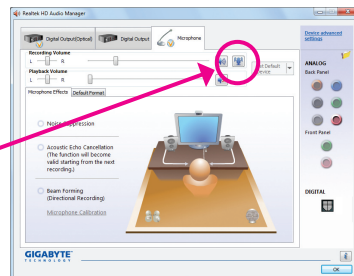 Realtek HD Audio Manager
Digital Output(Optical)
Digital Output
Microphone
Device advanced
settings
Recording Volume
L
R
Playback Volume
L
R
Default
Device
ANALOG
Back Panel
Microphone Effects
Default Format
Noise Suppression
Acoustic Echo Cancellation
(The function will become
valid starting from the next
recording.)
Front Panel
Beam Forming
(Directional Recording)
Microphone Calibration
DIGITAL
GIGABYTE
TECHNOLOGY
OK